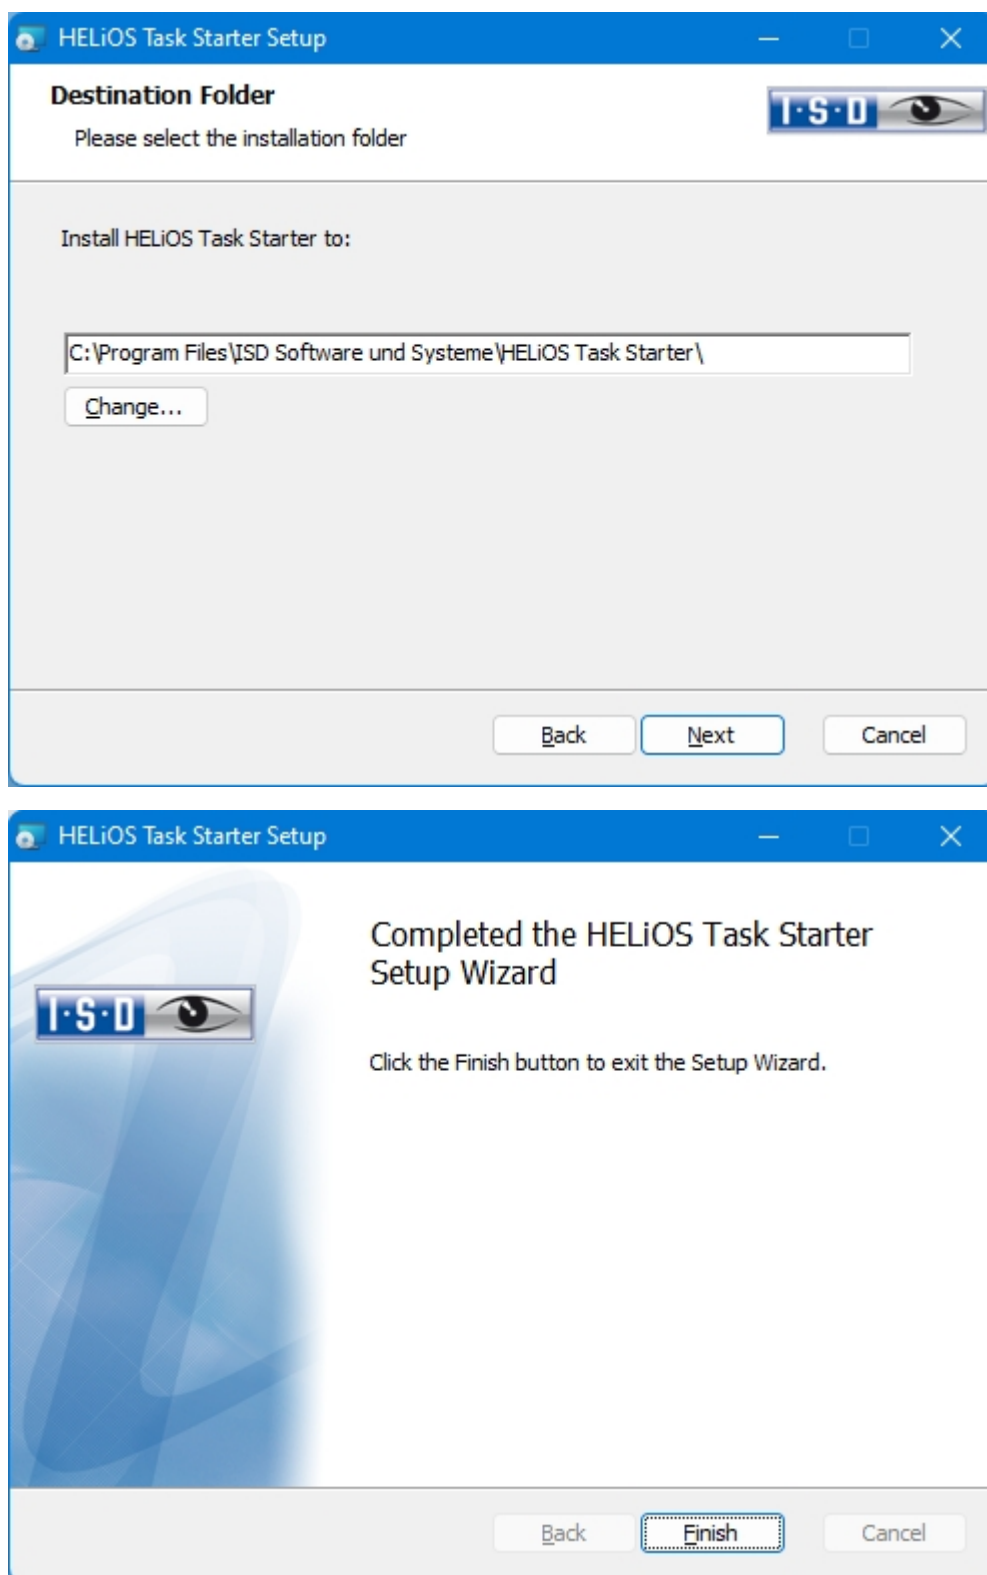 HELiOS Task Starter Setup
Destination Folder
Please select the installation folder
I·S·D
Install HELiOS Task Starter to:
C:\Program Files\ISD Software und Systeme\HELiOS Task Starter\
Change...
Back Next Cancel
HELiOS Task Starter Setup
Completed the HELiOS Task Starter
Setup Wizard
I·S·D
Click the Finish button to exit the Setup Wizard.
Back Finish Cancel